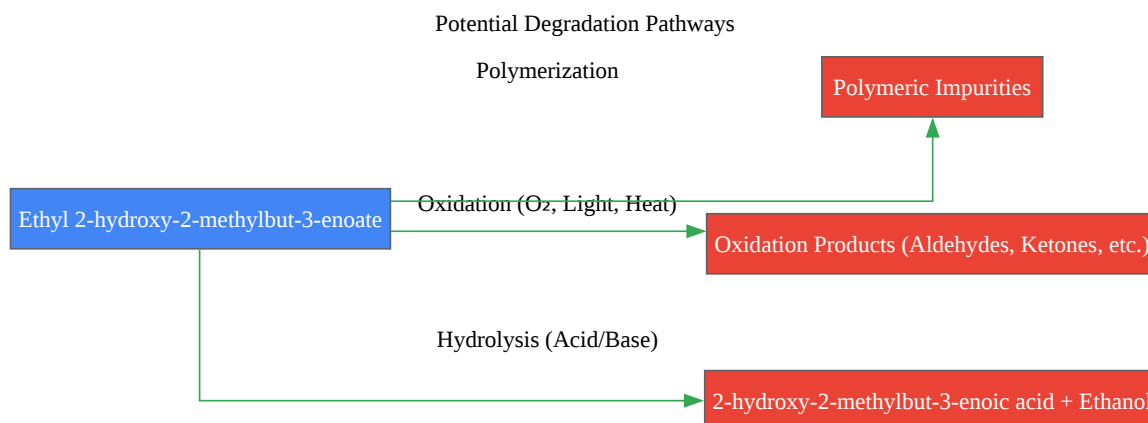 Potential Degradation Pathways
Polymerization
Polymeric Impurities
Ethyl 2-hydroxy-2-methylbut-3-enoate
Oxidation (O₂, Light, Heat)
Oxidation Products (Aldehydes, Ketones, etc.)
Hydrolysis (Acid/Base)
2-hydroxy-2-methylbut-3-enoic acid + Ethanol